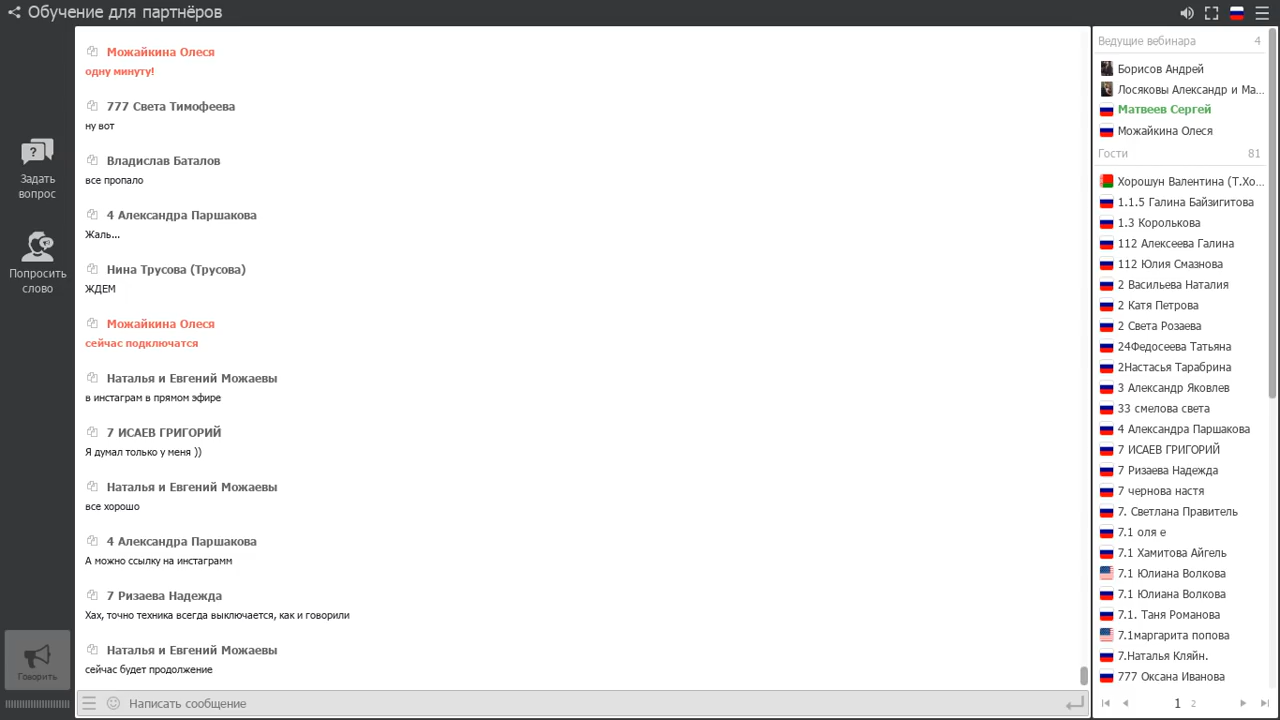 Обучение для партнёров
Задать
вопрос
Попросить
слово
Говорить
Можайкина Олеся
одну минуту!
777 Света Тимофеева
ну вот
Владислав Баталов
все пропало
4 Александра Паршакова
Жаль...
Нина Трусова (Трусова)
ЖДЕМ
Можайкина Олеся
сейчас подключатся
Наталья и Евгений Можаевы
в инстаграм в прямом эфире
7 ИСАЕВ ГРИГОРИЙ
Я думал только у меня ))
Наталья и Евгений Можаевы
все хорошо
4 Александра Паршакова
А можно ссылку на инстаграмм
7 Ризаева Надежда
Хах, точно техника всегда выключается, как и говорили
Наталья и Евгений Можаевы
сейчас будет продолжение
Написать сообщение
Ведущие вебинара 4
Борисов Андрей
Лосяковы Александр и Ма...
Матвеев Сергей
Можайкина Олеся
Гости 81
Хорошун Валентина (Т.Хо...
1.1.5 Галина Байзигитова
1.3 Королькова
112 Алексеева Галина
112 Юлия Смазнова
2 Васильева Наталия
2 Катя Петрова
2 Света Розаева
24Федосеева Татьяна
2Настасья Тарабрина
3 Александр Яковлев
33 смелова света
4 Александра Паршакова
7 ИСАЕВ ГРИГОРИЙ
7 Ризаева Надежда
7 чернова настя
7. Светлана Правитель
7.1 оля е
7.1 Хамитова Айгель
7.1 Юлиана Волкова
7.1 Юлиана Волкова
7.1. Таня Романова
7.1маргарита попова
7.Наталья Кляйн.
777 Оксана Иванова
1 2